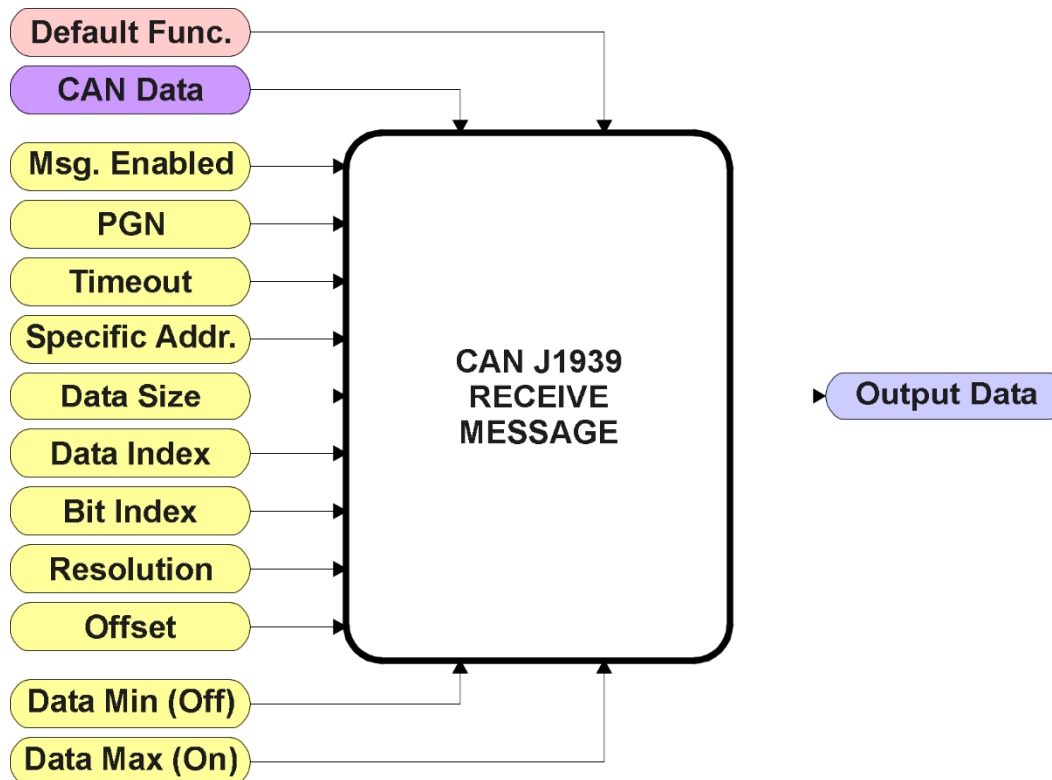 Default Func.
CAN Data
Msg. Enabled
PGN
Timeout
Specific Addr.
Data Size
Data Index
Bit Index
Resolution
Offset
Data Min (Off)
Data Max (On)
CAN J1939
RECEIVE
MESSAGE
Output Data